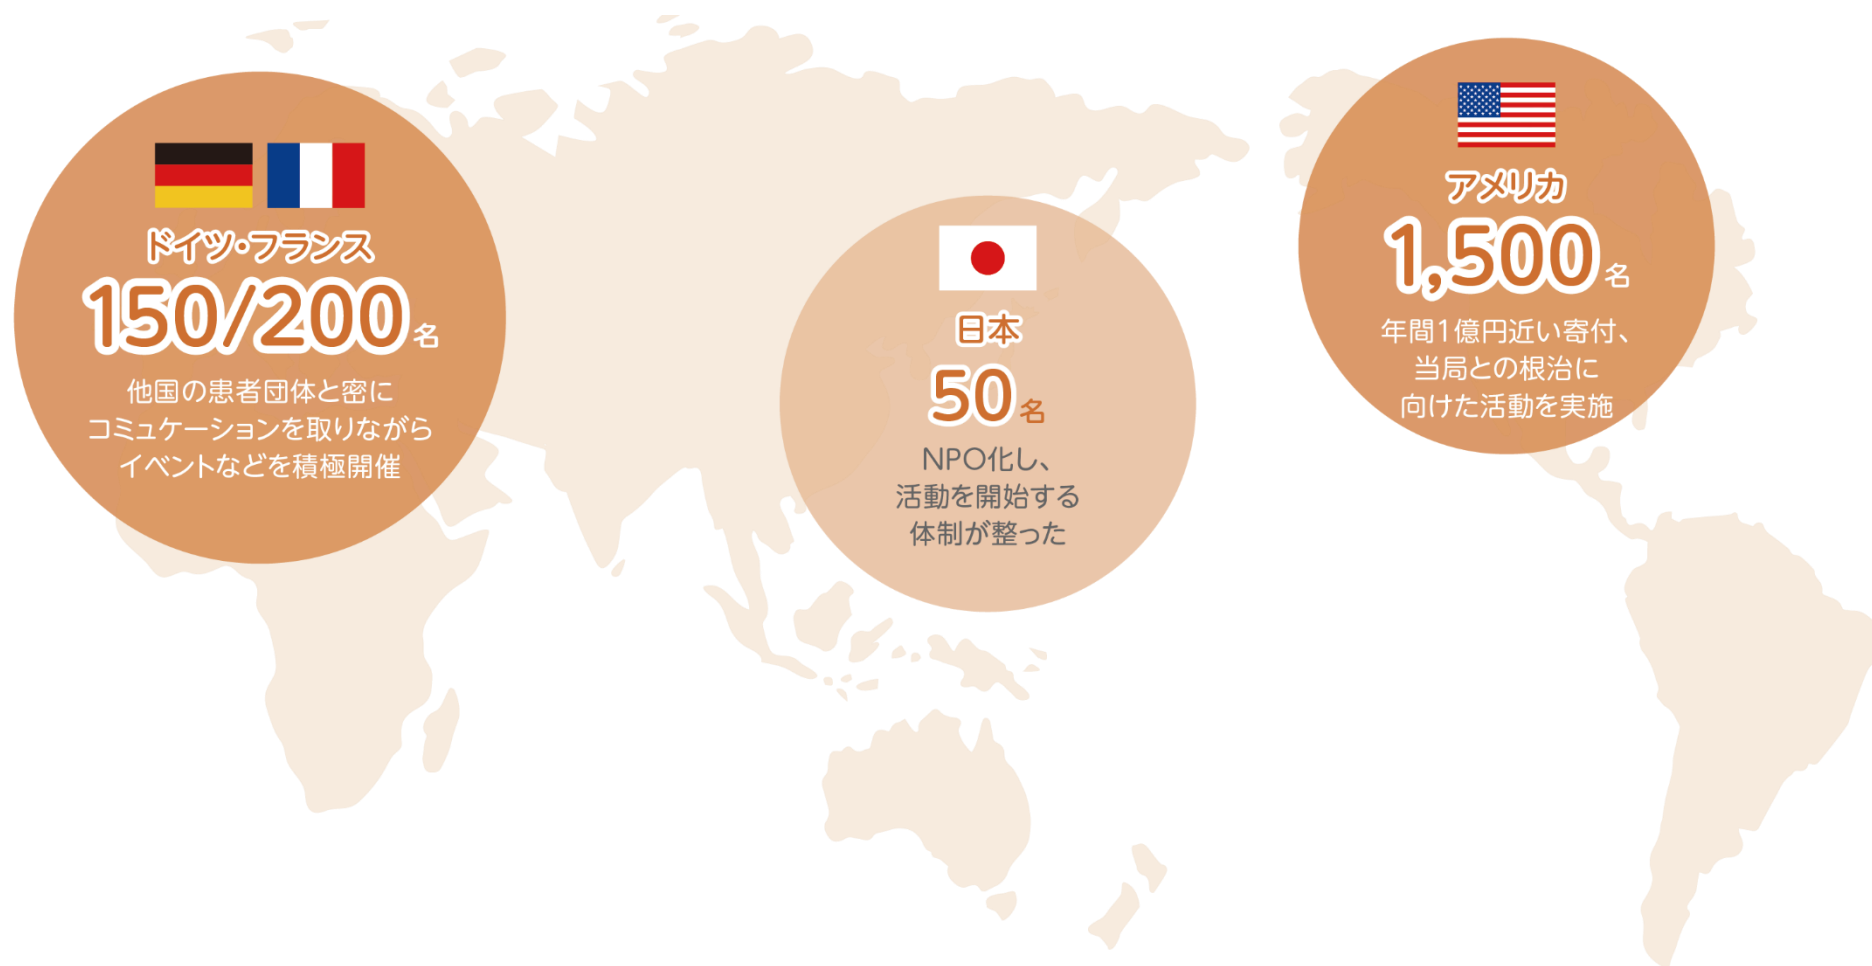 ドイツ・フランス
150/200名
他国の患者団体と密に
コミュケーションを取りながら
イベントなどを積極開催
日本
50名
NPO化し、
活動を開始する
体制が整った
アメリカ
1,500名
年間1億円近い寄付、
当局との根治に
向けた活動を実施